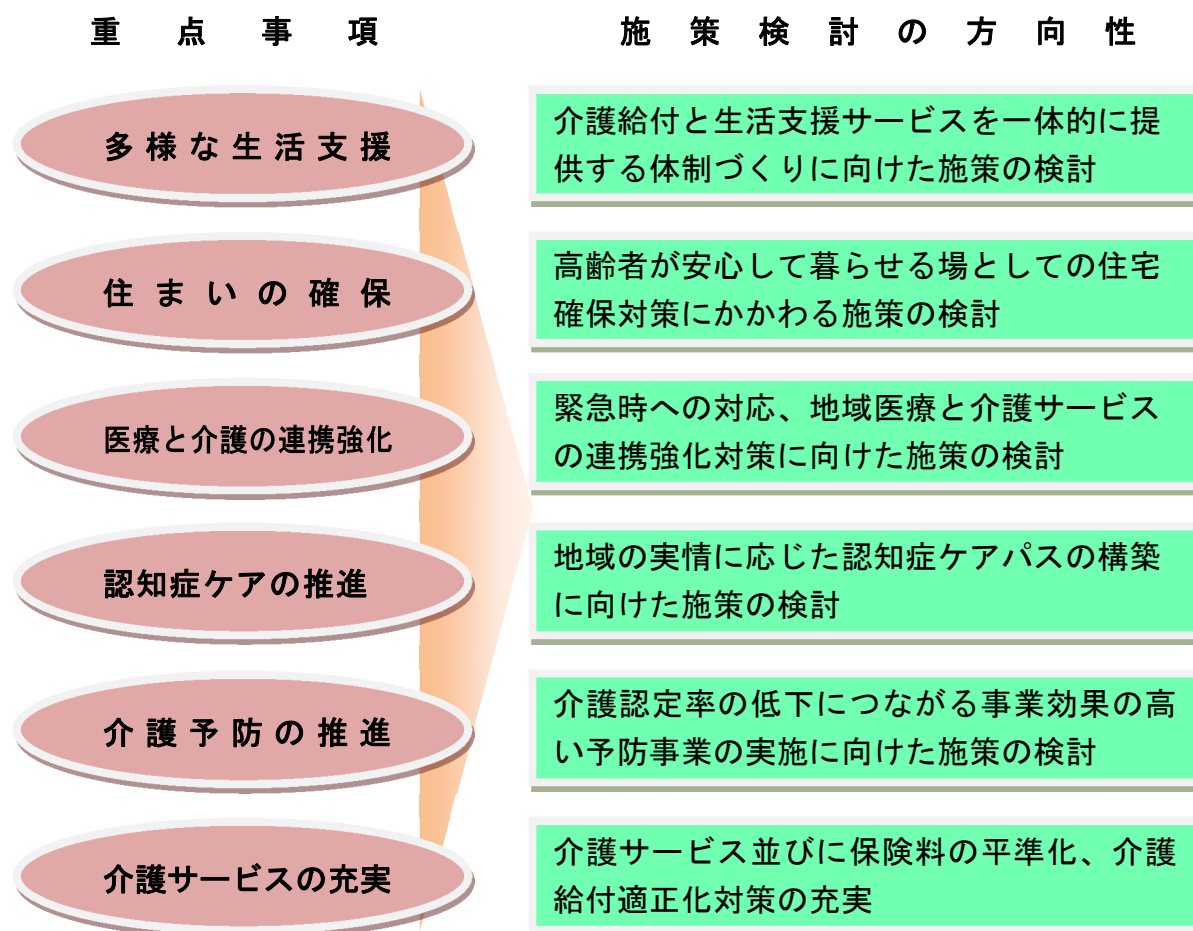 重点事項
施策検討の方向性
多様な生活支援
介護給付と生活支援サービスを一体的に提
供する体制づくりに向けた施策の検討
住まいの確保
高齢者が安心して暮らせる場としての住宅
確保対策にかかわる施策の検討
医療と介護の連携強化
緊急時への対応、地域医療と介護サービス
の連携強化対策に向けた施策の検討
認知症ケアの推進
地域の実情に応じた認知症ケアパスの構築
に向けた施策の検討
介護予防の推進
介護認定率の低下につながる事業効果の高
い予防事業の実施に向けた施策の検討
介護サービスの充実
介護サービス並びに保険料の平準化、介護
給付適正化対策の充実